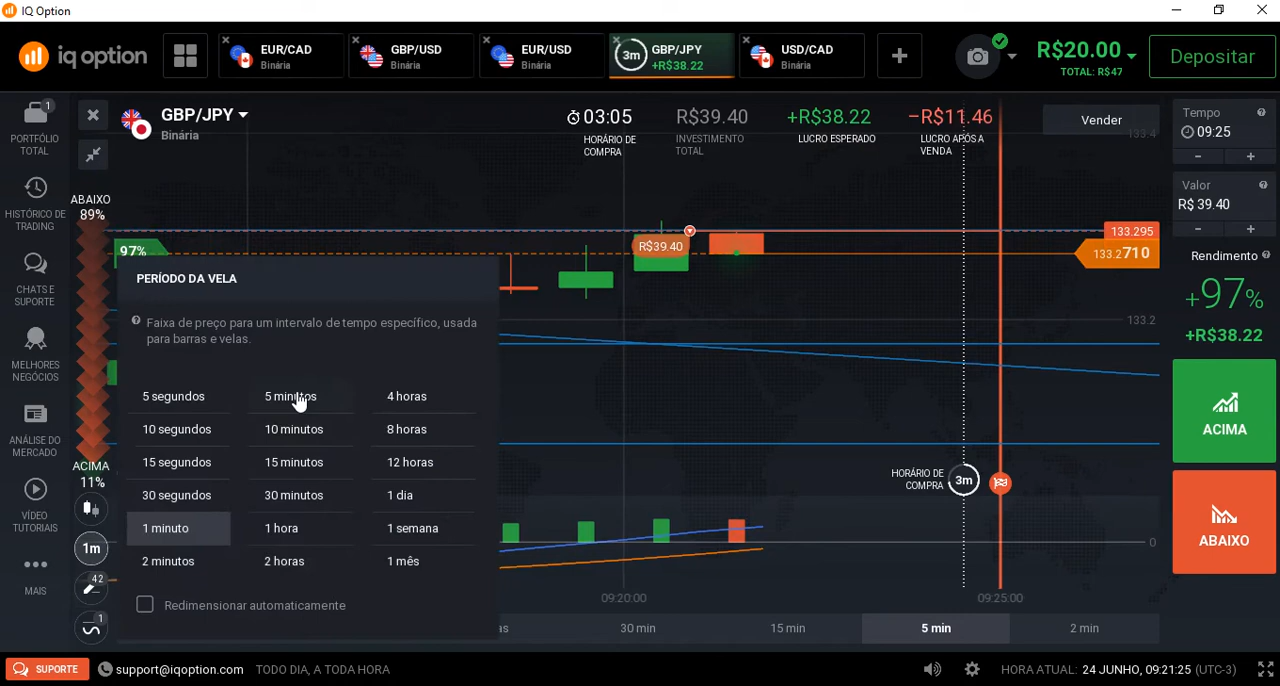 IQ Option
iq option
EUR/CAD
Binária
GBP/USD
Binária
EUR/USD
Binária
3m
GBP/JPY
+R$38.22
USD/CAD
Binária
R$20.00
TOTAL: R$47
Depositar
1
PORTFÓLIO
TOTAL
HISTÓRICO DE
TRADING
CHATS E
SUPORTE
MELHORES
NEGÓCIOS
ANÁLISE DO
MERCADO
VÍDEO
TUTORIAIS
MAIS
GBP/JPY
Binária
03:05
HORÁRIO DE
COMPRA
R$39.40
INVESTIMENTO
TOTAL
+R$38.22
LUCRO ESPERADO
−R$11.46
LUCRO APÓS A
VENDA
Vender
133.4
ABAIXO
89%
97%
R$39.40
133.295
133.2710
133.2
0
PERÍODO DA VELA
Faixa de preço para um intervalo de tempo específico, usada
para barras e velas.
5 segundos
5 minutos
4 horas
10 segundos
10 minutos
8 horas
15 segundos
15 minutos
12 horas
30 segundos
30 minutos
1 dia
1 minuto
1 hora
1 semana
2 minutos
2 horas
1 mês
Redimensionar automaticamente
ACIMA
11%
1m
42
1
HORÁRIO DE
COMPRA
3m
09:20:00
09:25:00
as
30 min
15 min
5 min
2 min
Tempo
09:25
-
+
Valor
R$ 39.40
-
+
Rendimento
+97%
+R$38.22
ACIMA
ABAIXO
SUPORTE
support@iqoption.com
TODO DIA, A TODA HORA
HORA ATUAL: 24 JUNHO, 09:21:25 (UTC-3)